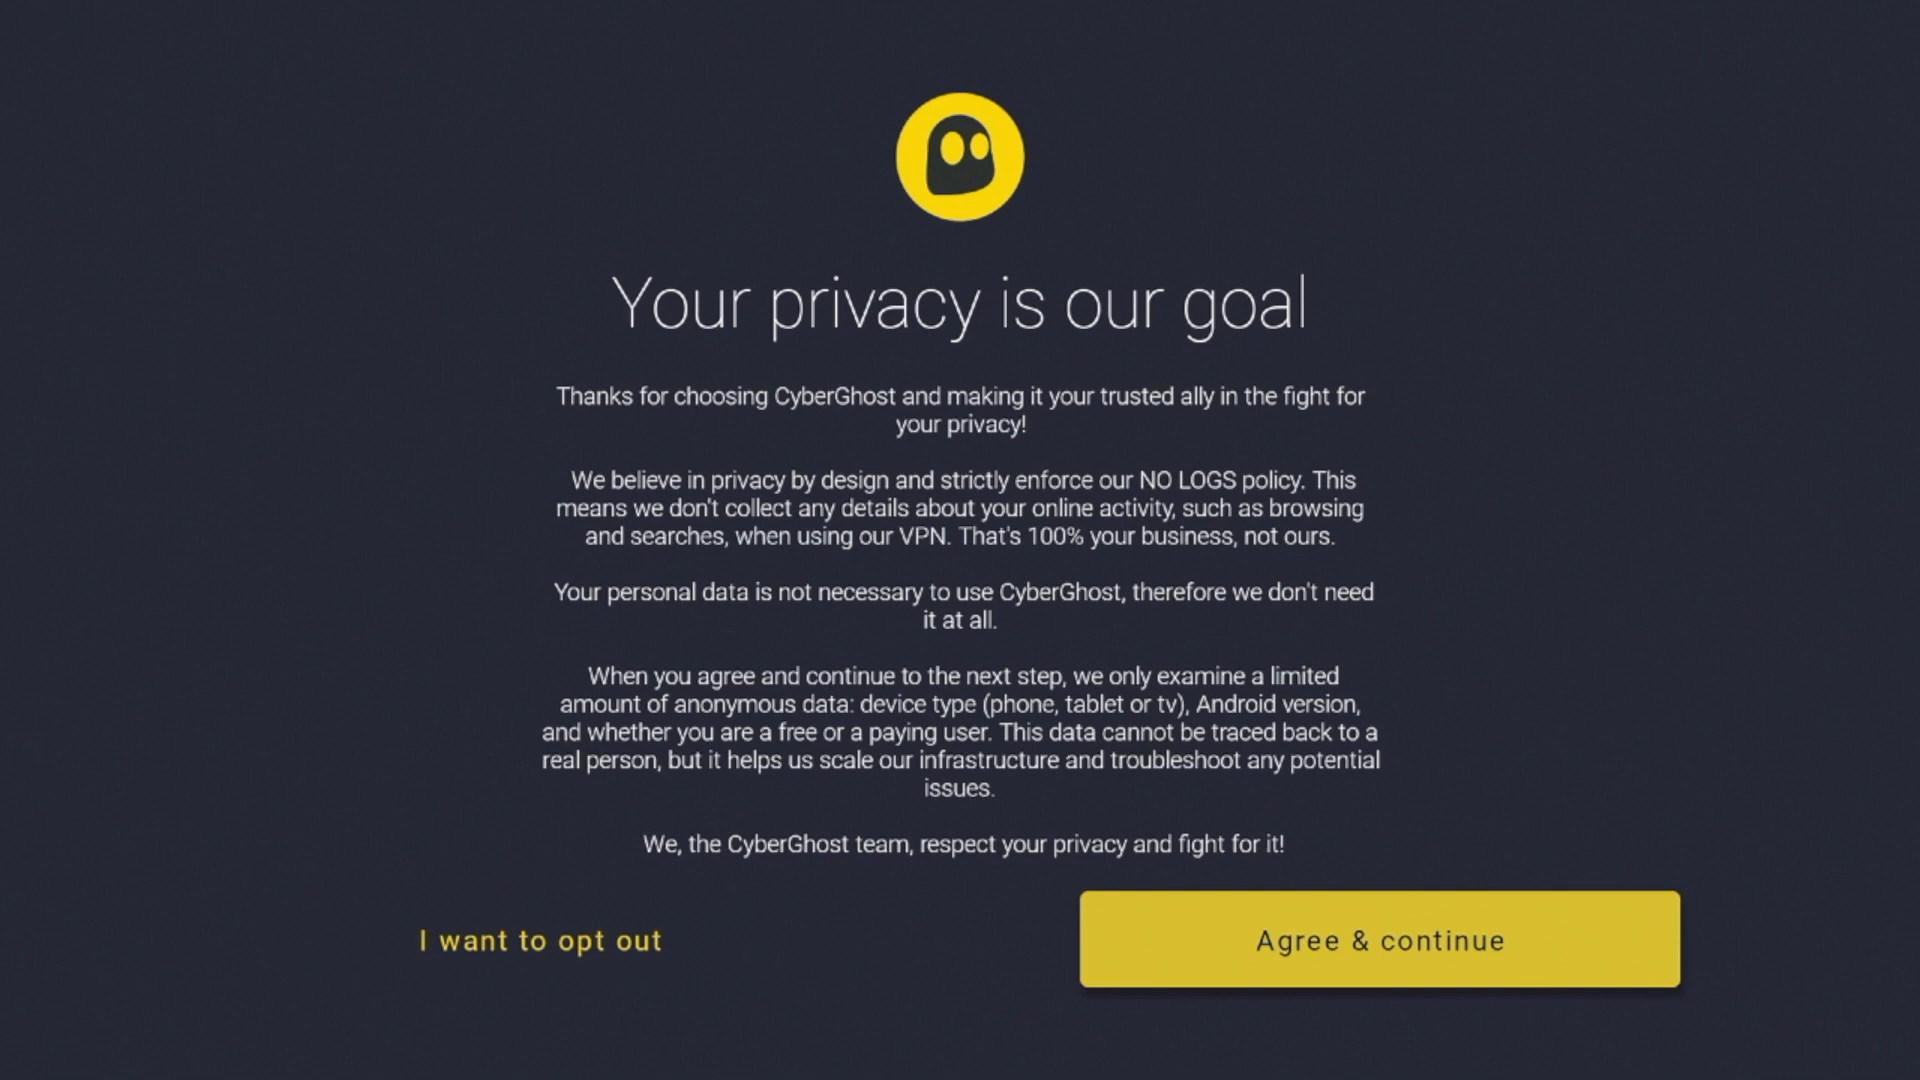 Your privacy is our goal
Thanks for choosing CyberGhost and making it your trusted ally in the fight for
your privacy!
We believe in privacy by design and strictly enforce our NO LOGS policy. This
means we don't collect any details about your online activity, such as browsing
and searches, when using our VPN. That's 100% your business, not ours.
Your personal data is not necessary to use CyberGhost, therefore we don't need
it at all.
When you agree and continue to the next step, we only examine a limited
amount of anonymous data: device type (phone, tablet or tv), Android version,
and whether you are a free or a paying user. This data cannot be traced back to a
real person, but it helps us scale our infrastructure and troubleshoot any potential
issues.
We, the CyberGhost team, respect your privacy and fight for it!
I want to opt out
Agree & continue